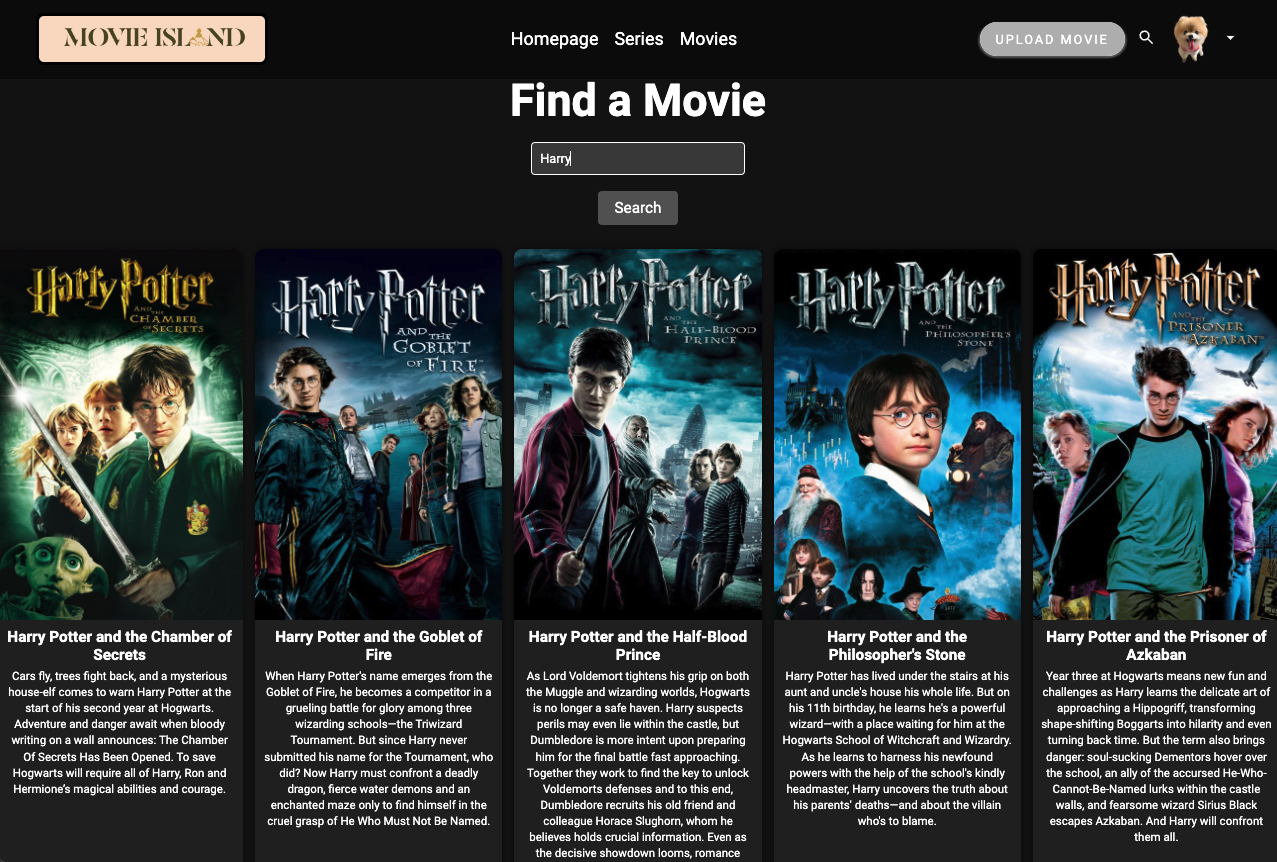 MOVIE ISLAND
Homepage Series Movies
UPLOAD MOVIE
Find a Movie
Harry
Search
Harry Potter
AND THE
CHAMBER
OF SECRETS
Harry Potter and the Chamber of
Secrets
Cars fly, trees fight back, and a mysterious
house-elf comes to warn Harry Potter at the
start of his second year at Hogwarts.
Adventure and danger await when bloody
writing on a wall announces: The Chamber
Of Secrets Has Been Opened. To save
Hogwarts will require all of Harry, Ron and
Hermione's magical abilities and courage.
Harry Potter
AND THE
GOBLET
OF FIRE
Harry Potter and the Goblet of
Fire
When Harry Potter's name emerges from the
Goblet of Fire, he becomes a competitor in a
grueling battle for glory among three
wizarding schools—the Triwizard
Tournament. But since Harry never
submitted his name for the Tournament, who
did? Now Harry must confront a deadly
dragon, fierce water demons and an
enchanted maze only to find himself in the
cruel grasp of He Who Must Not Be Named.
Harry Potter
AND THE
HALF-BLOOD
PRINCE
Harry Potter and the Half-Blood
Prince
As Lord Voldemort tightens his grip on both
the Muggle and wizarding worlds, Hogwarts
is no longer a safe haven. Harry suspects
perils may even lie within the castle, but
Dumbledore is more intent upon preparing
him for the final battle fast approaching.
Together they work to find the key to unlock
Voldemorts defenses and to this end,
Dumbledore recruits his old friend and
colleague Horace Slughorn, whom he
believes holds crucial information. Even as
the decisive showdown looms, romance
Harry Potter
AND THE
PHILOSOPHER'S
STONE
Harry Potter and the
Philosopher's Stone
Harry Potter has lived under the stairs at his
aunt and uncle's house his whole life. But on
his 11th birthday, he learns he's a powerful
wizard—with a place waiting for him at the
Hogwarts School of Witchcraft and Wizardry.
As he learns to harness his newfound
powers with the help of the school's kindly
headmaster, Harry uncovers the truth about
his parents' deaths—and about the villain
who's to blame.
Harry Potter
AND THE
PRISONER
OF AZKABAN
Harry Potter and the Prisoner of
Azkaban
Year three at Hogwarts means new fun and
challenges as Harry learns the delicate art of
approaching a Hippogriff, transforming
shape-shifting Boggarts into hilarity and even
turning back time. But the term also brings
danger: soul-sucking Dementors hover over
the school, an ally of the accursed He-Who-
Cannot-Be-Named lurks within the castle
walls, and fearsome wizard Sirius Black
escapes Azkaban. And Harry will confront
them all.